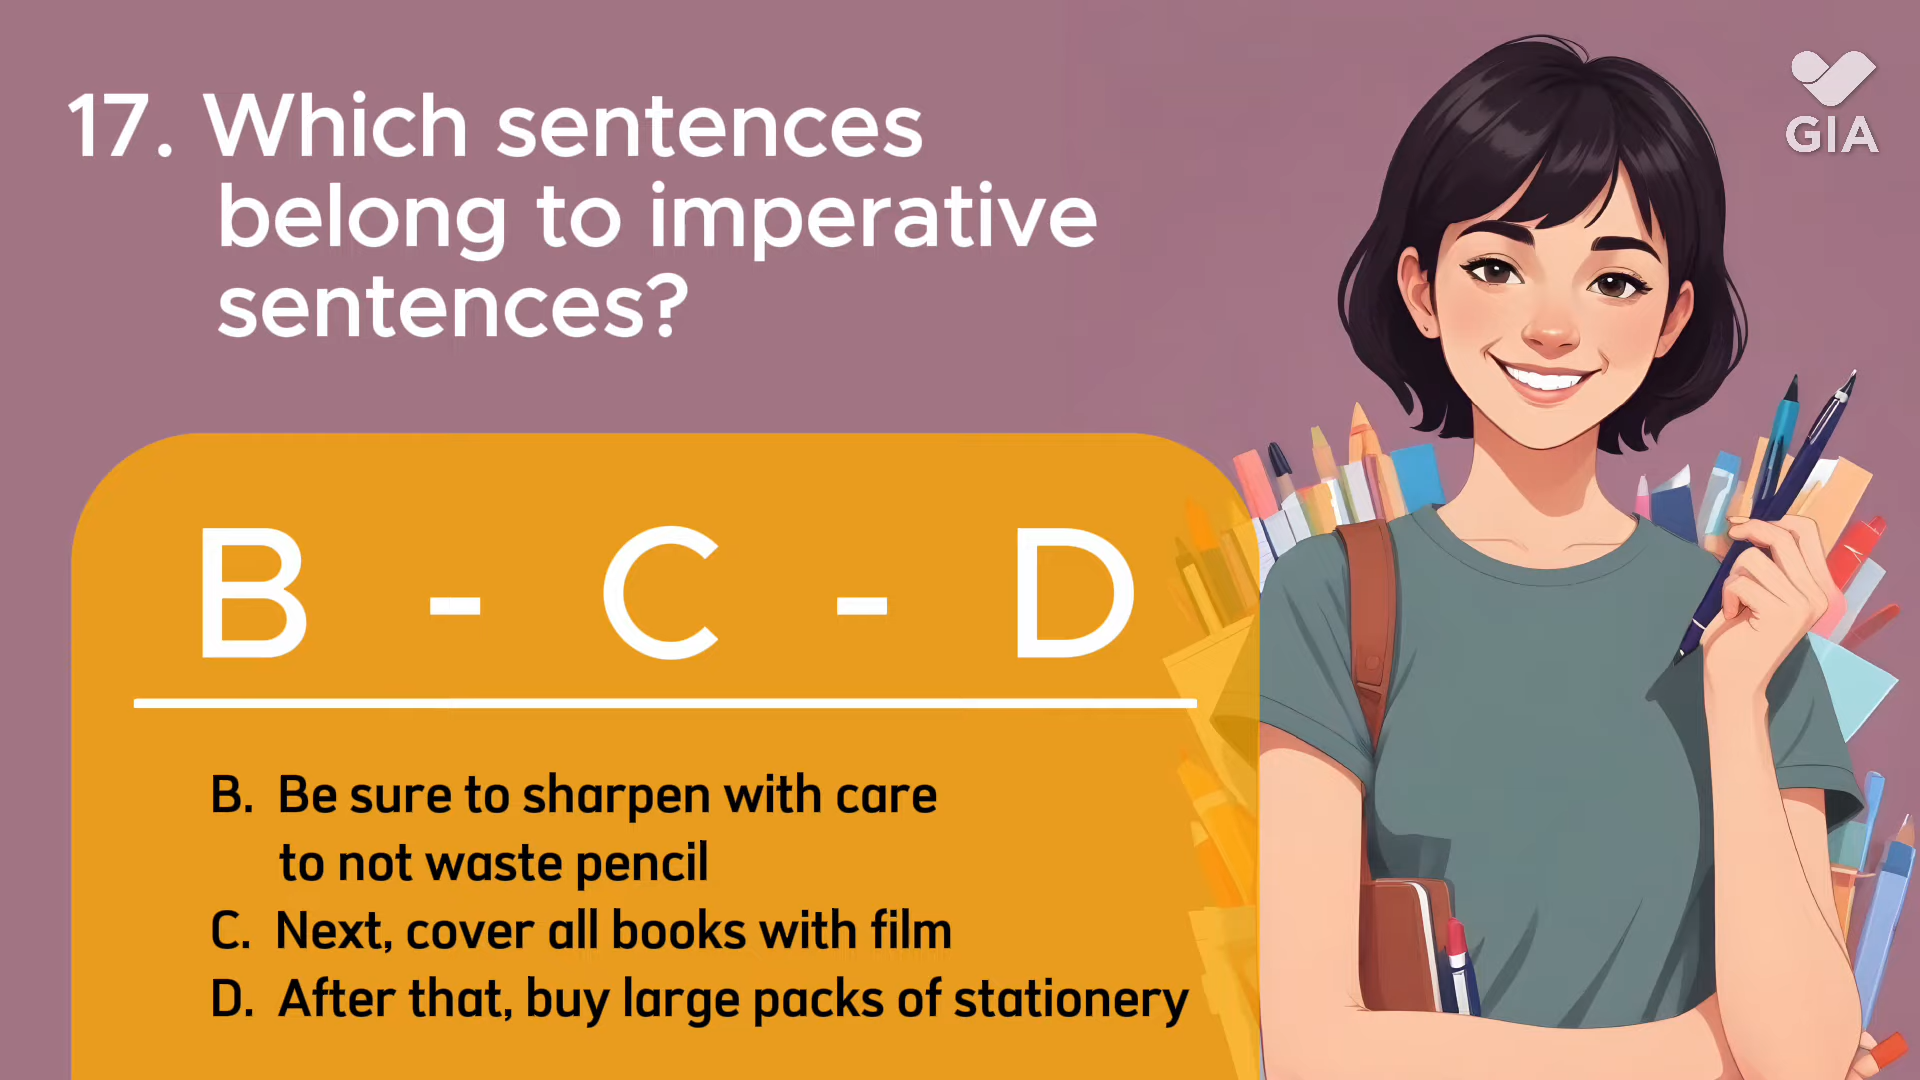 17. Which sentences
belong to imperative
sentences?
GIA
B - C - D
B. Be sure to sharpen with care
to not waste pencil
C. Next, cover all books with film
D. After that, buy large packs of stationery